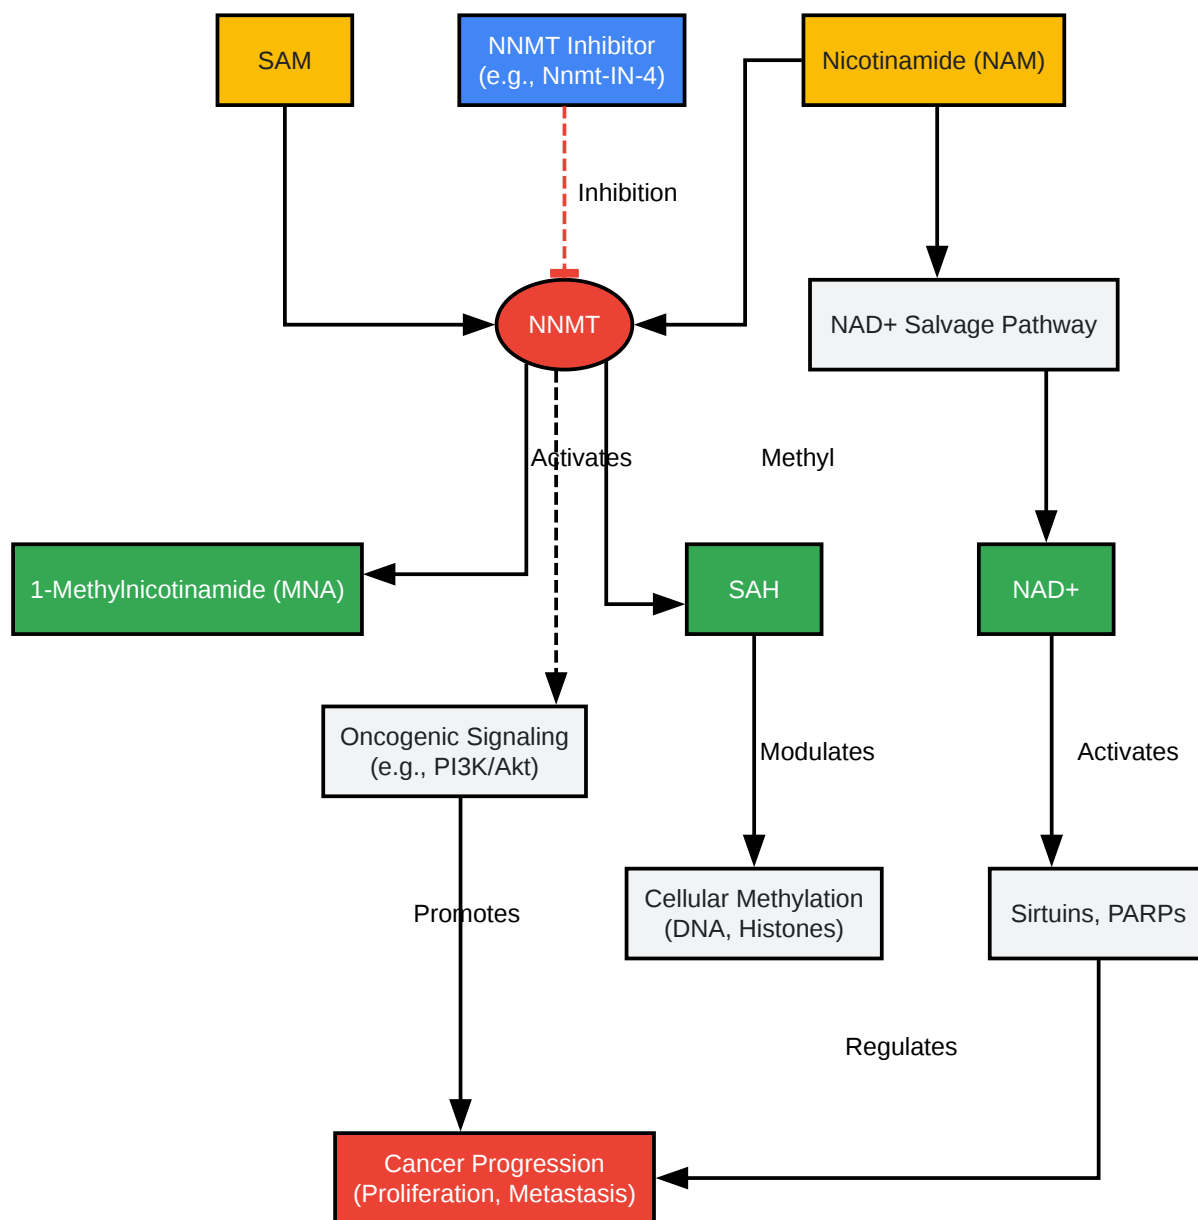 SAM
NNMT Inhibitor
(e.g., Nnmt-IN-4)
Nicotinamide (NAM)
Inhibition
NNMT
NAD+ Salvage Pathway
Activates
Methyl
1-Methylnicotinamide (MNA)
SAH
NAD+
Oncogenic Signaling
(e.g., PI3K/Akt)
Modulates
Activates
Cellular Methylation
(DNA, Histones)
Sirtuins, PARPs
Promotes
Regulates
Cancer Progression
(Proliferation, Metastasis)